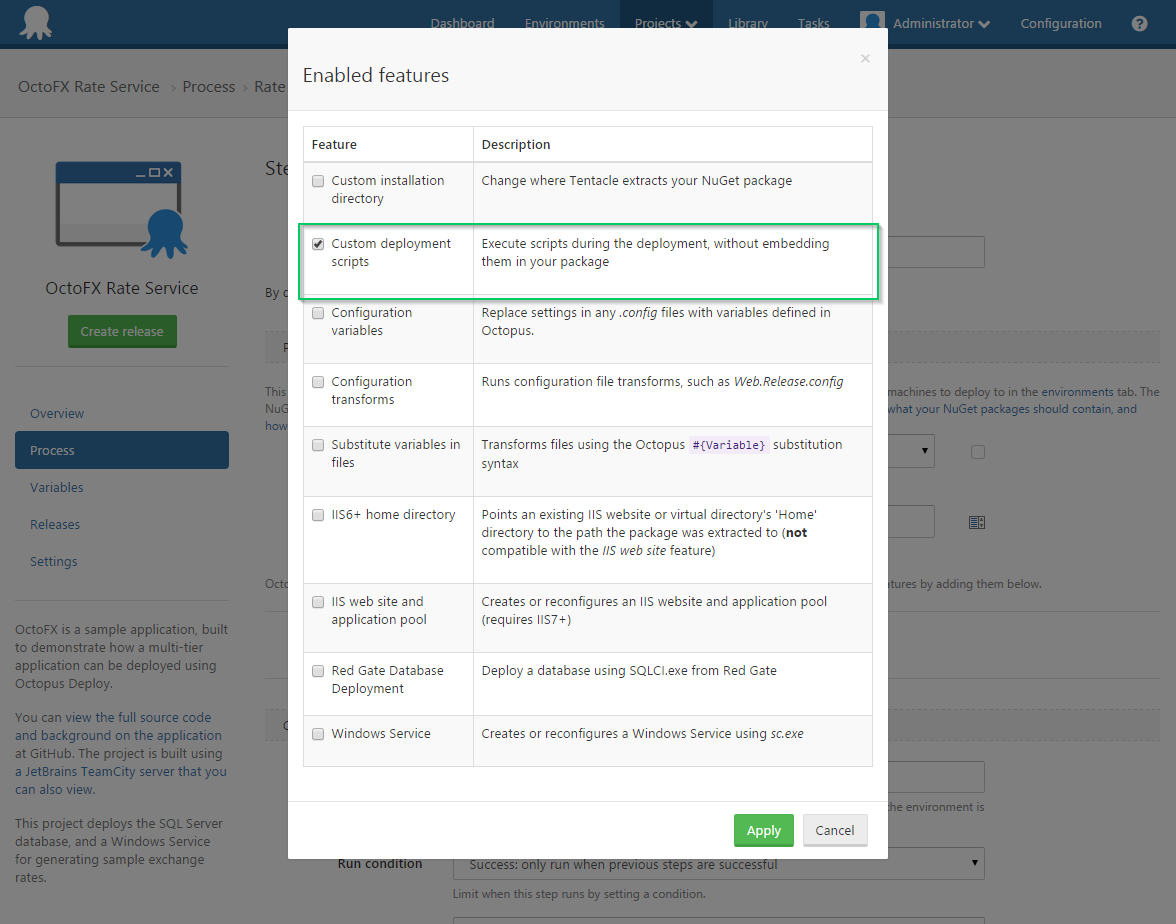 Dashboard Environments Projects Library Tasks Administrator Configuration ?
OctoFX Rate Service › Process › Rate
OctoFX Rate Service
Create release
Overview
Process
Variables
Releases
Settings
OctoFX is a sample application, built
to demonstrate how a multi-tier
application can be deployed using
Octopus Deploy.
You can view the full source code
and background on the application
at GitHub. The project is built using
a JetBrains TeamCity server that you
can also view.
This project deploys the SQL Server
database, and a Windows Service
for generating sample exchange
rates.
Enabled features
×
Feature Description
Custom installation
directory
Change where Tentacle extracts your NuGet package
Custom deployment
scripts
Execute scripts during the deployment, without embedding
them in your package
Configuration
variables
Replace settings in any .config files with variables defined in
Octopus.
Configuration
transforms
Runs configuration file transforms, such as Web.Release.config
Substitute variables in
files
Transforms files using the Octopus #{Variable} substitution
syntax
IIS6+ home directory
Points an existing IIS website or virtual directory's 'Home'
directory to the path the package was extracted to (not
compatible with the IIS web site feature)
IIS web site and
application pool
Creates or reconfigures an IIS website and application pool
(requires IIS7+)
Red Gate Database
Deployment
Deploy a database using SQLCI.exe from Red Gate
Windows Service
Creates or reconfigures a Windows Service using sc.exe
Apply Cancel
Ste
By
This
machines to deploy to in the environments tab. The
NuG
what your NuGet packages should contain, and
how
Octo
tures by adding them below.
the environment is
Run condition
Success: only run when previous steps are successful
Limit when this step runs by setting a condition.